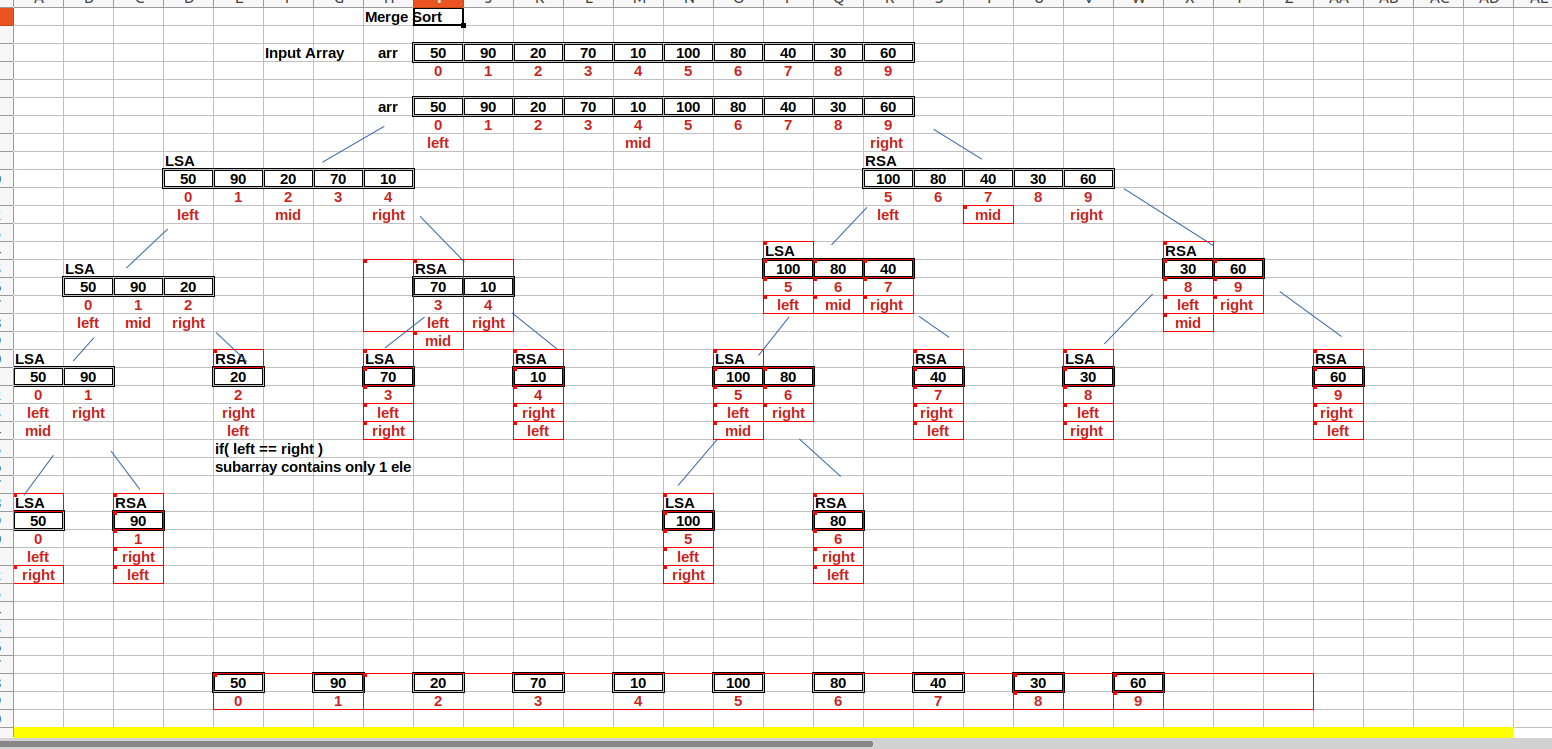 Merge Sort
Input Array arr 50 90 20 70 10 100 80 40 30 60
0 1 2 3 4 5 6 7 8 9
arr 50 90 20 70 10 100 80 40 30 60
0 1 2 3 4 5 6 7 8 9
left mid right
LSA RSA
50 90 20 70 10 100 80 40 30 60
0 1 2 3 4 5 6 7 8 9
left mid right left mid right
LSA RSA
LSA RSA 100 80 40 30 60
50 90 20 70 10 5 6 7 8 9
0 1 2 3 4 left mid right left right
left mid right left right mid
mid
LSA RSA LSA RSA LSA RSA LSA RSA
50 90 20 70 10 100 80 40 30 60
0 1 2 3 4 5 6 7 8 9
left right right left right left right right left right
mid left right left mid left right left
if( left == right )
subarray contains only 1 ele
LSA RSA LSA RSA
50 90 100 80
0 1 5 6
left right left right
right left right left
50 90 20 70 10 100 80 40 30 60
0 1 2 3 4 5 6 7 8 9